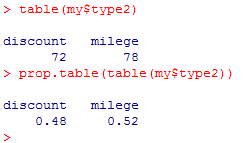 > table(my$type2)
discount milege
72 78
> prop.table(table(my$type2))
discount milege
0.48 0.52
>